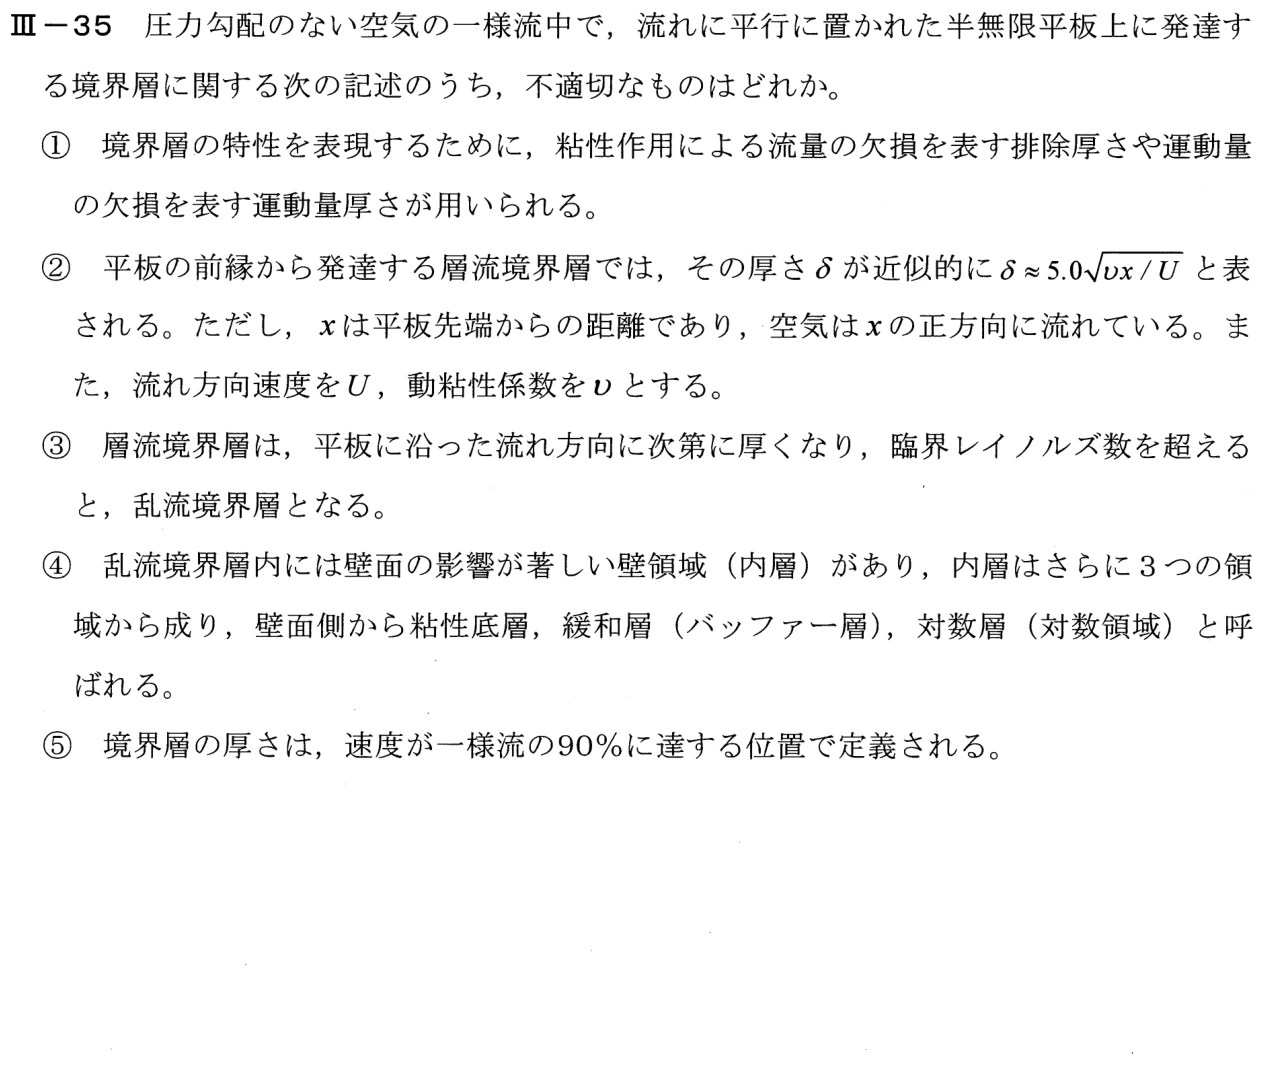 Ⅲ－35　圧力勾配のない空気の一様流中で，流れに平行に置かれた半無限平板上に発達す
る境界層に関する次の記述のうち，不適切なものはどれか。
①　境界層の特性を表現するために，粘性作用による流量の欠損を表す排除厚さや運動量
の欠損を表す運動量厚さが用いられる。
②　平板の前縁から発達する層流境界層では，その厚さδが近似的にδ≈5.0√υx/U と表
される。ただし，xは平板先端からの距離であり，空気はxの正方向に流れている。ま
た，流れ方向速度をU，動粘性係数をυとする。
③　層流境界層は，平板に沿った流れ方向に次第に厚くなり，臨界レイノルズ数を超える
と，乱流境界層となる。
④　乱流境界層内には壁面の影響が著しい壁領域（内層）があり，内層はさらに３つの領
域から成り，壁面側から粘性底層，緩和層（バッファー層），対数層（対数領域）と呼
ばれる。
⑤　境界層の厚さは，速度が一様流の90％に達する位置で定義される。